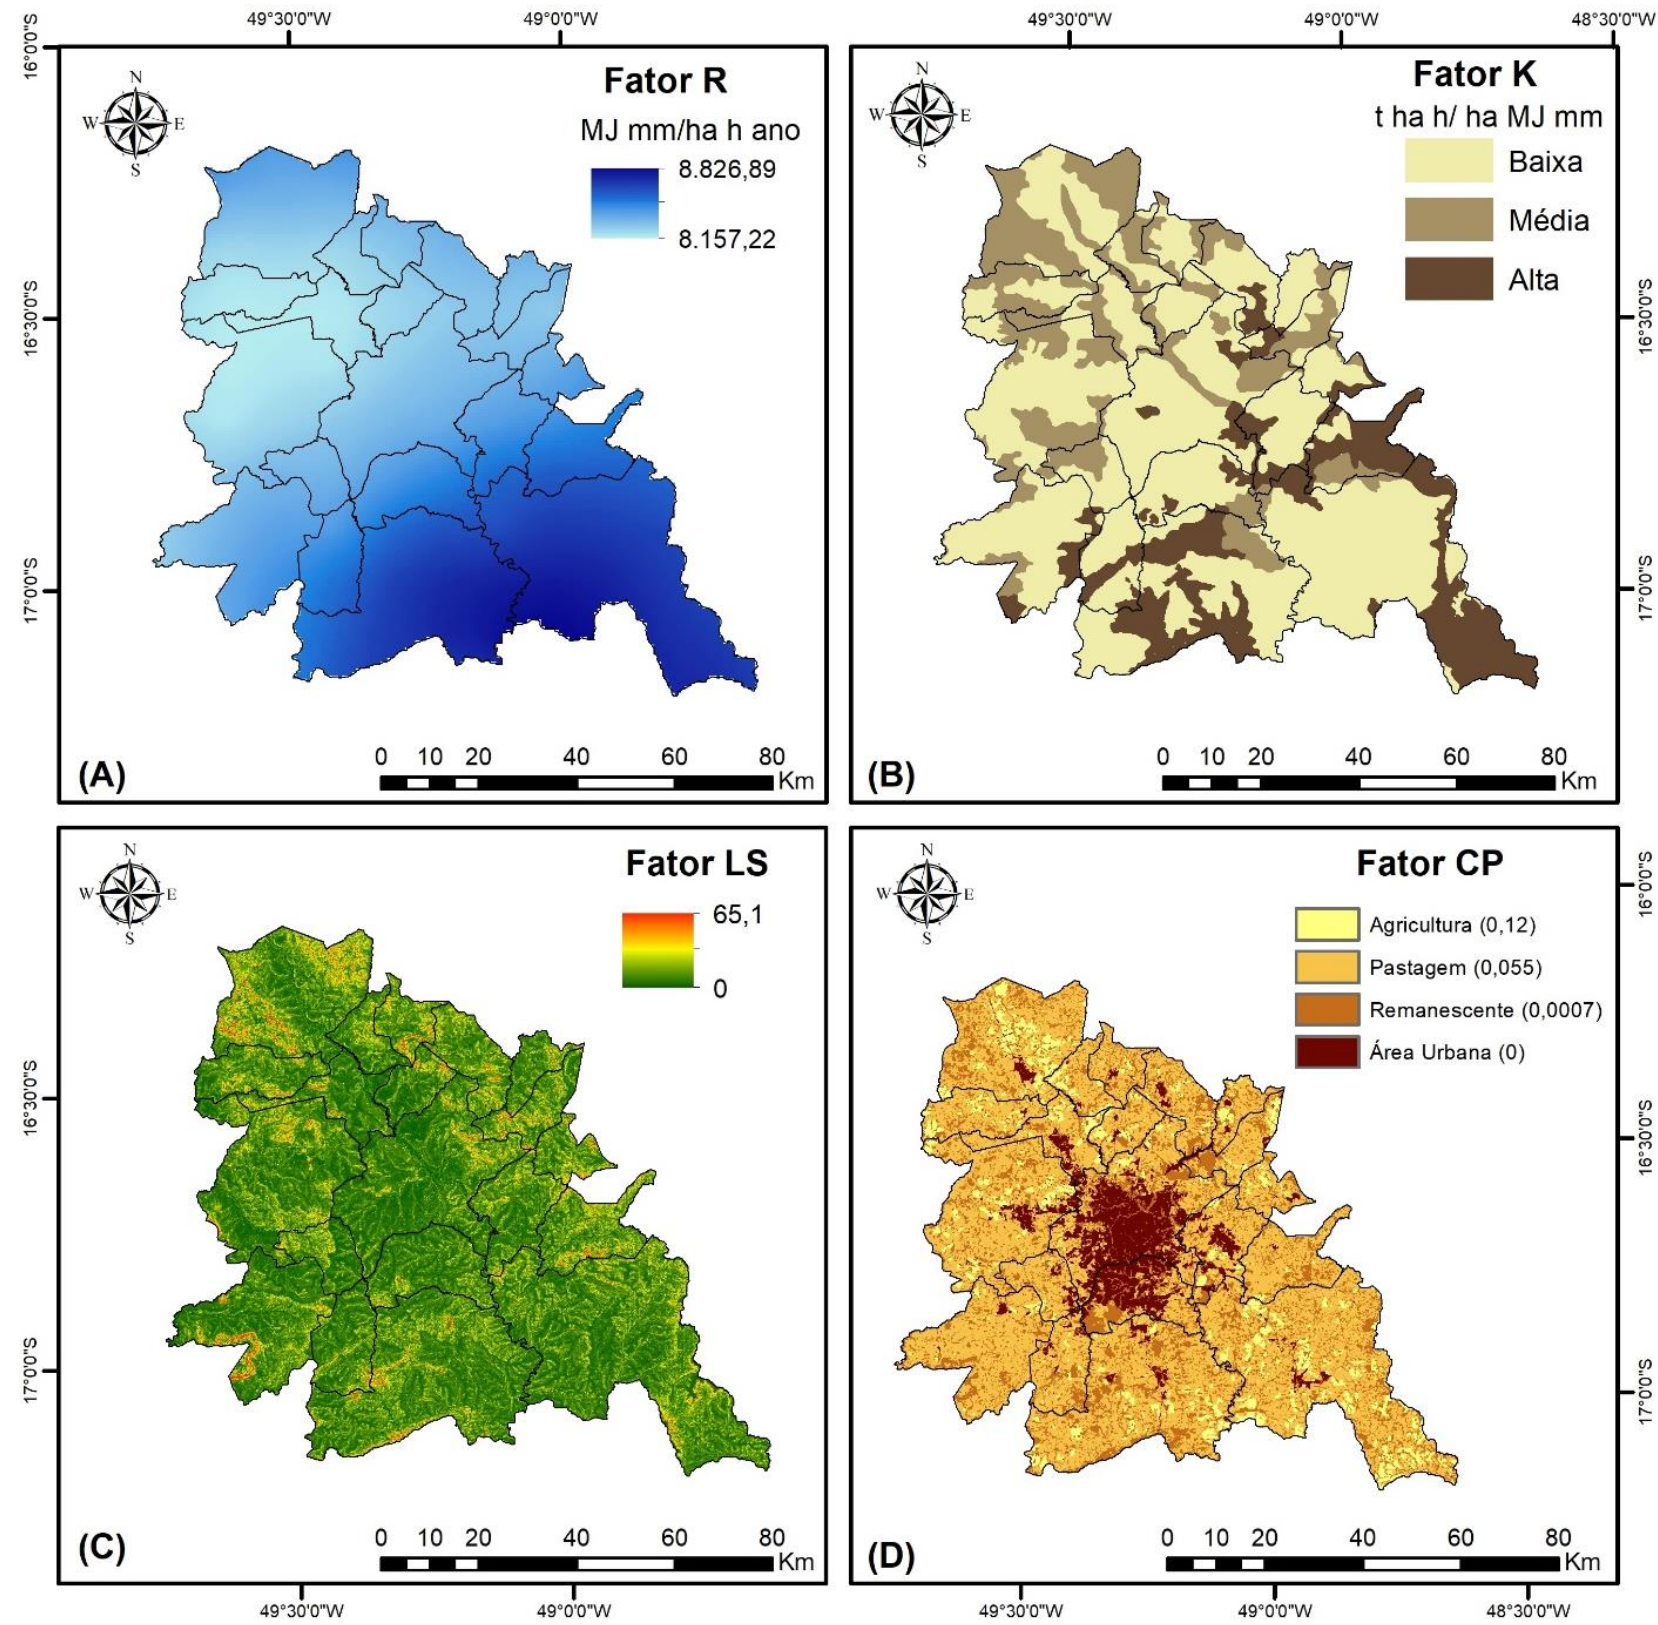 49°30'0"W 49°0'0"W 49°30'0"W 49°0'0"W 48°30'0"W
16°0'0"S
16°30'0"S
17°0'0"S
N
W E
S
Fator R
MJ mm/ha h ano
8.826,89
8.157,22
0 10 20 40 60 80
Km
(A)
N
W E
S
Fator K
t ha h/ ha MJ mm
Baixa
Média
Alta
16°30'0"S
17°0'0"S
0 10 20 40 60 80
Km
(B)
N
W E
S
Fator LS
65,1
0
16°30'0"S
17°0'0"S
0 10 20 40 60 80
Km
(C)
49°30'0"W 49°0'0"W
N
W E
S
Fator CP
Agricultura (0,12)
Pastagem (0,055)
Remanescente (0,0007)
Área Urbana (0)
16°0'0"S
16°30'0"S
17°0'0"S
0 10 20 40 60 80
Km
(D)
49°30'0"W 49°0'0"W 48°30'0"W